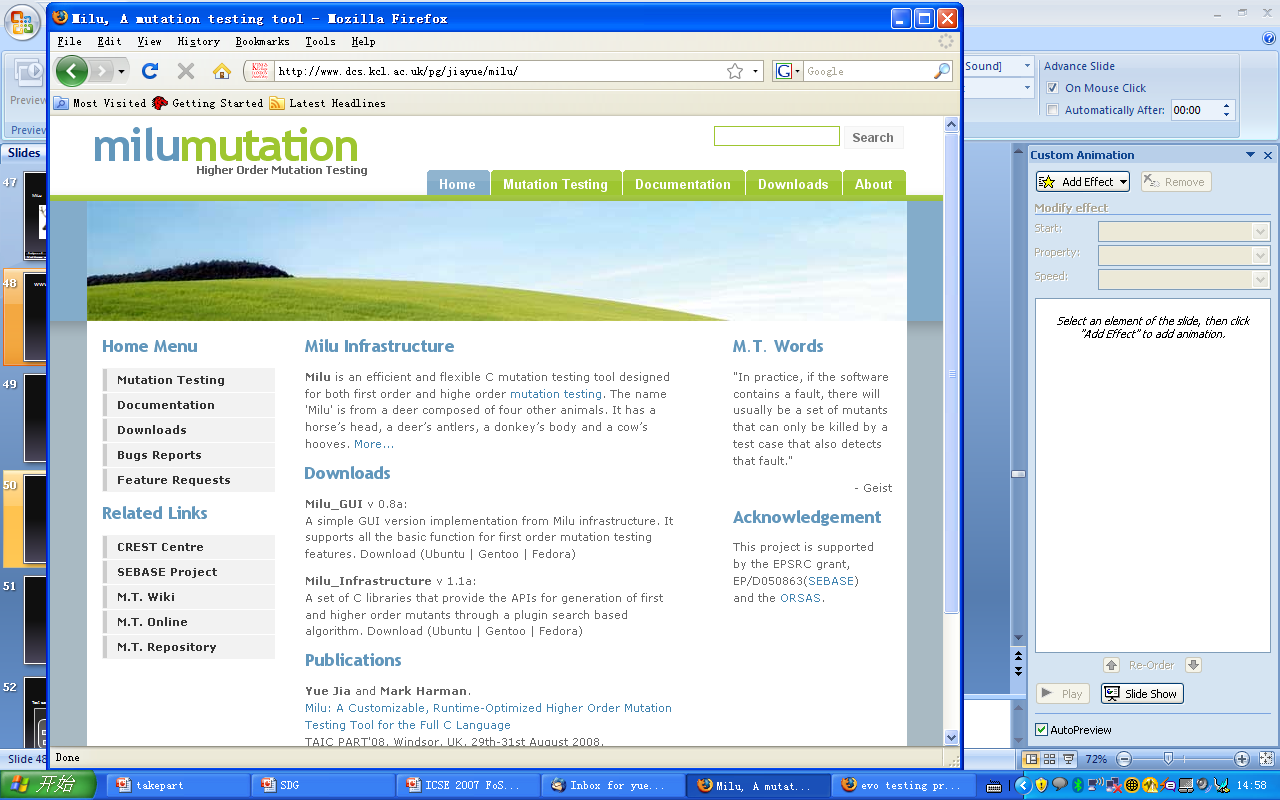 Milu, A mutation testing tool - Mozilla Firefox
File Edit View History Bookmarks Tools Help
http://www.dcs.kcl.ac.uk/pg/jiayue/milu/
Google
Most Visited Getting Started Latest Headlines
milumutation
Higher Order Mutation Testing
Search
Home Mutation Testing Documentation Downloads About
Home Menu
Mutation Testing
Documentation
Downloads
Bugs Reports
Feature Requests
Related Links
CREST Centre
SEBASE Project
M.T. Wiki
M.T. Online
M.T. Repository
Milu Infrastructure
Milu is an efficient and flexible C mutation testing tool designed
for both first order and highe order mutation testing. The name
'Milu' is from a deer composed of four other animals. It has a
horse's head, a deer's antlers, a donkey's body and a cow's
hooves. More...
Downloads
Milu_GUI v 0.8a:
A simple GUI version implementation from Milu infrastructure. It
supports all the basic function for first order mutation testing
features. Download (Ubuntu | Gentoo | Fedora)
Milu_Infrastructure v 1.1a:
A set of C libraries that provide the APIs for generation of first
and higher order mutants through a plugin search based
algorithm. Download (Ubuntu | Gentoo | Fedora)
Publications
Yue Jia and Mark Harman.
Milu: A Customizable, Runtime-Optimized Higher Order Mutation
Testing Tool for the Full C Language
TAIC PART'08, Windsor, UK, 29th-31st August 2008.
M.T. Words
"In practice, if the software
contains a fault, there will
usually be a set of mutants
that can only be killed by a
test case that also detects
that fault."
- Geist
Acknowledgement
This project is supported
by the EPSRC grant,
EP/D050863(SEBASE)
and the ORSAS.
Done
Preview
Preview
Slides
47
48
49
50
51
52
Slide 48
Sound]
Advance Slide
On Mouse Click
Automatically After: 00:00
Custom Animation
Add Effect Remove
Modify effect
Start:
Property:
Speed:
Select an element of the slide, then click
"Add Effect" to add animation.
Re-Order
Play Slide Show
AutoPreview
72%
开始 takepart SDG ICSE 2007 FoS... Inbox for yue... Milu, A mutat... evo testing pr... 14:58